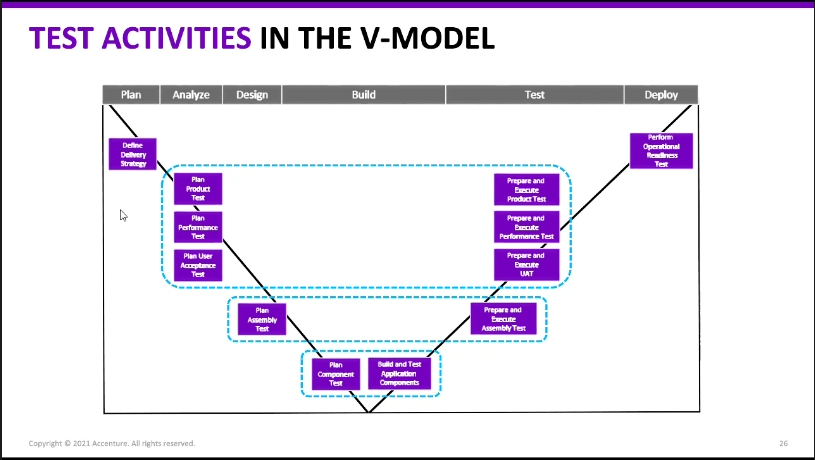 TEST ACTIVITIES IN THE V-MODEL
Plan
Analyze
Design
Build
Test
Deploy
Define
Delivery
Strategy
Perform
Operational
Readiness
Test
Plan
Product
Test
Prepare and
Execute
Product Test
Plan
Performance
Test
Prepare and
Execute
Performance Test
Plan User
Acceptance
Test
Prepare and
Execute
UAT
Plan
Assembly
Test
Prepare and
Execute
Assembly Test
Plan
Component
Test
Build and Test
Application
Components
Copyright © 2021 Accenture. All rights reserved.
26